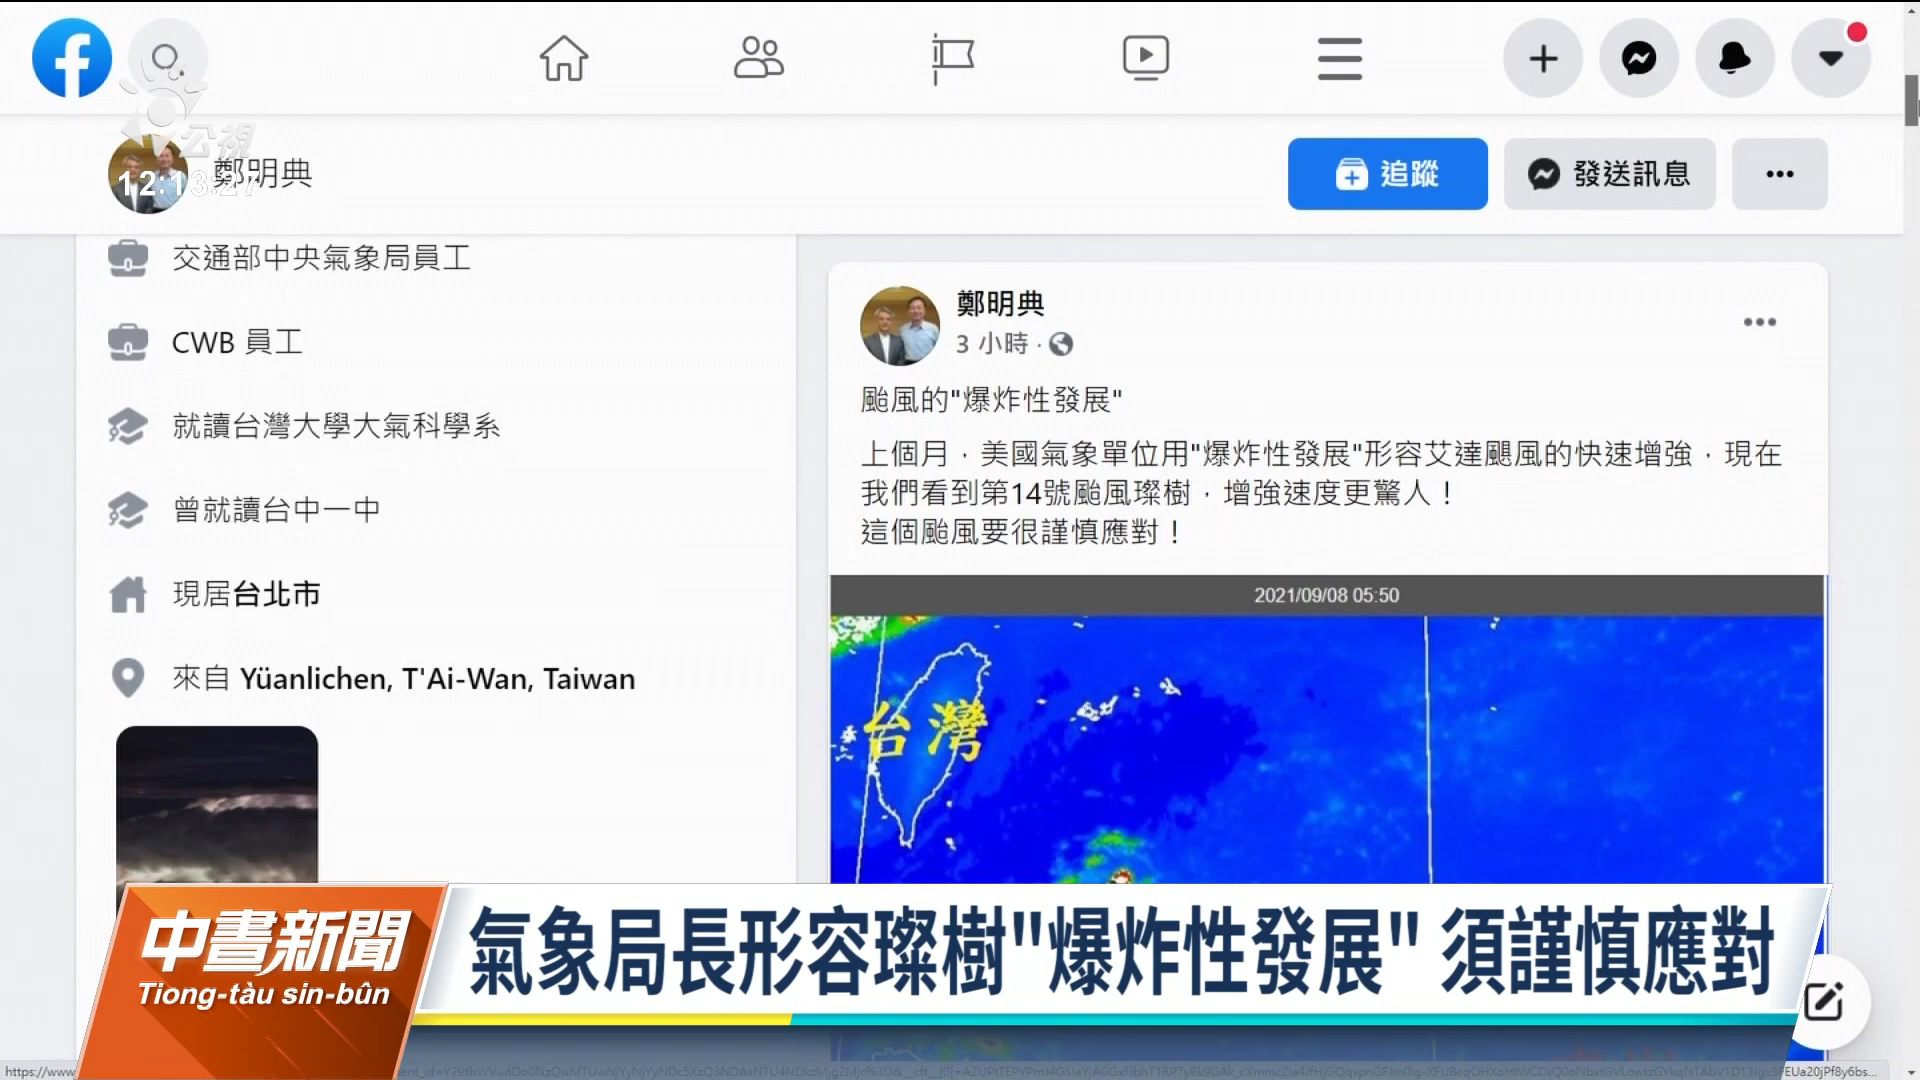 公視
12:13:27
鄭明典
追蹤
發送訊息
交通部中央氣象局員工
CWB 員工
就讀台灣大學大氣科學系
曾就讀台中一中
現居台北市
來自 Yüanlichen, T'Ai-Wan, Taiwan
鄭明典
3 小時 ·
颱風的"爆炸性發展"
上個月，美國氣象單位用"爆炸性發展"形容艾達颶風的快速增強，現在
我們看到第14號颱風璨樹，增強速度更驚人！
這個颱風要很謹慎應對！
2021/09/08 05:50
台灣
中晝新聞
Tiong-tàu sin-bûn
氣象局長形容璨樹"爆炸性發展" 須謹慎應對
https://www